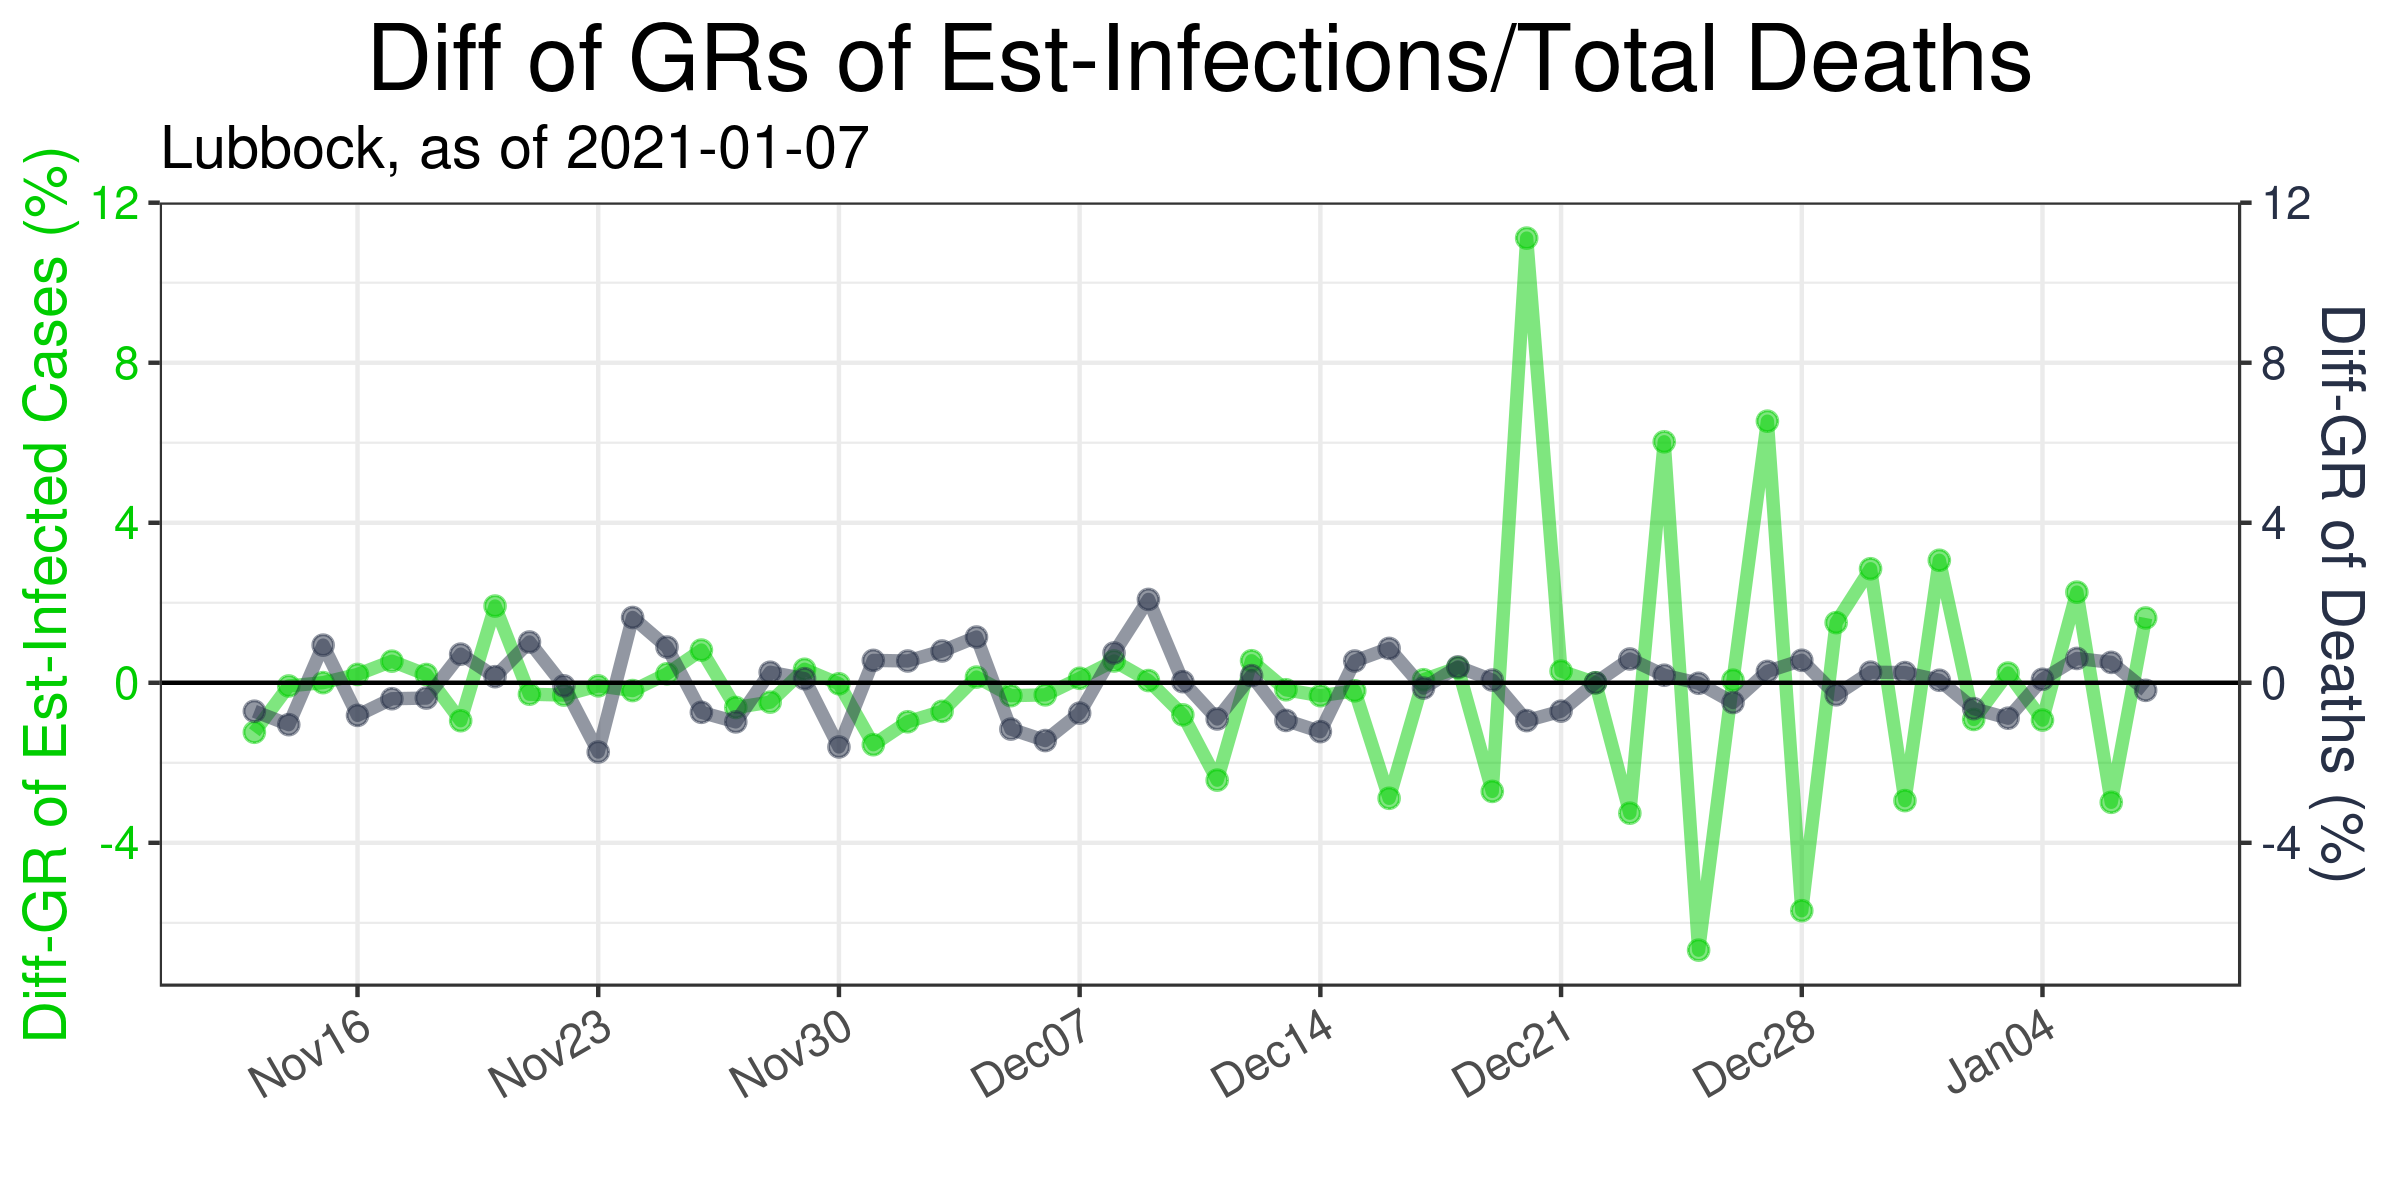 Diff of GRs of Est-Infections/Total Deaths
Lubbock, as of 2021-01-07
Diff-GR of Est-Infected Cases (%)
12
8
4
0
-4
12
8
4
0
-4
Diff-GR of Deaths (%)
Nov16
Nov23
Nov30
Dec07
Dec14
Dec21
Dec28
Jan04